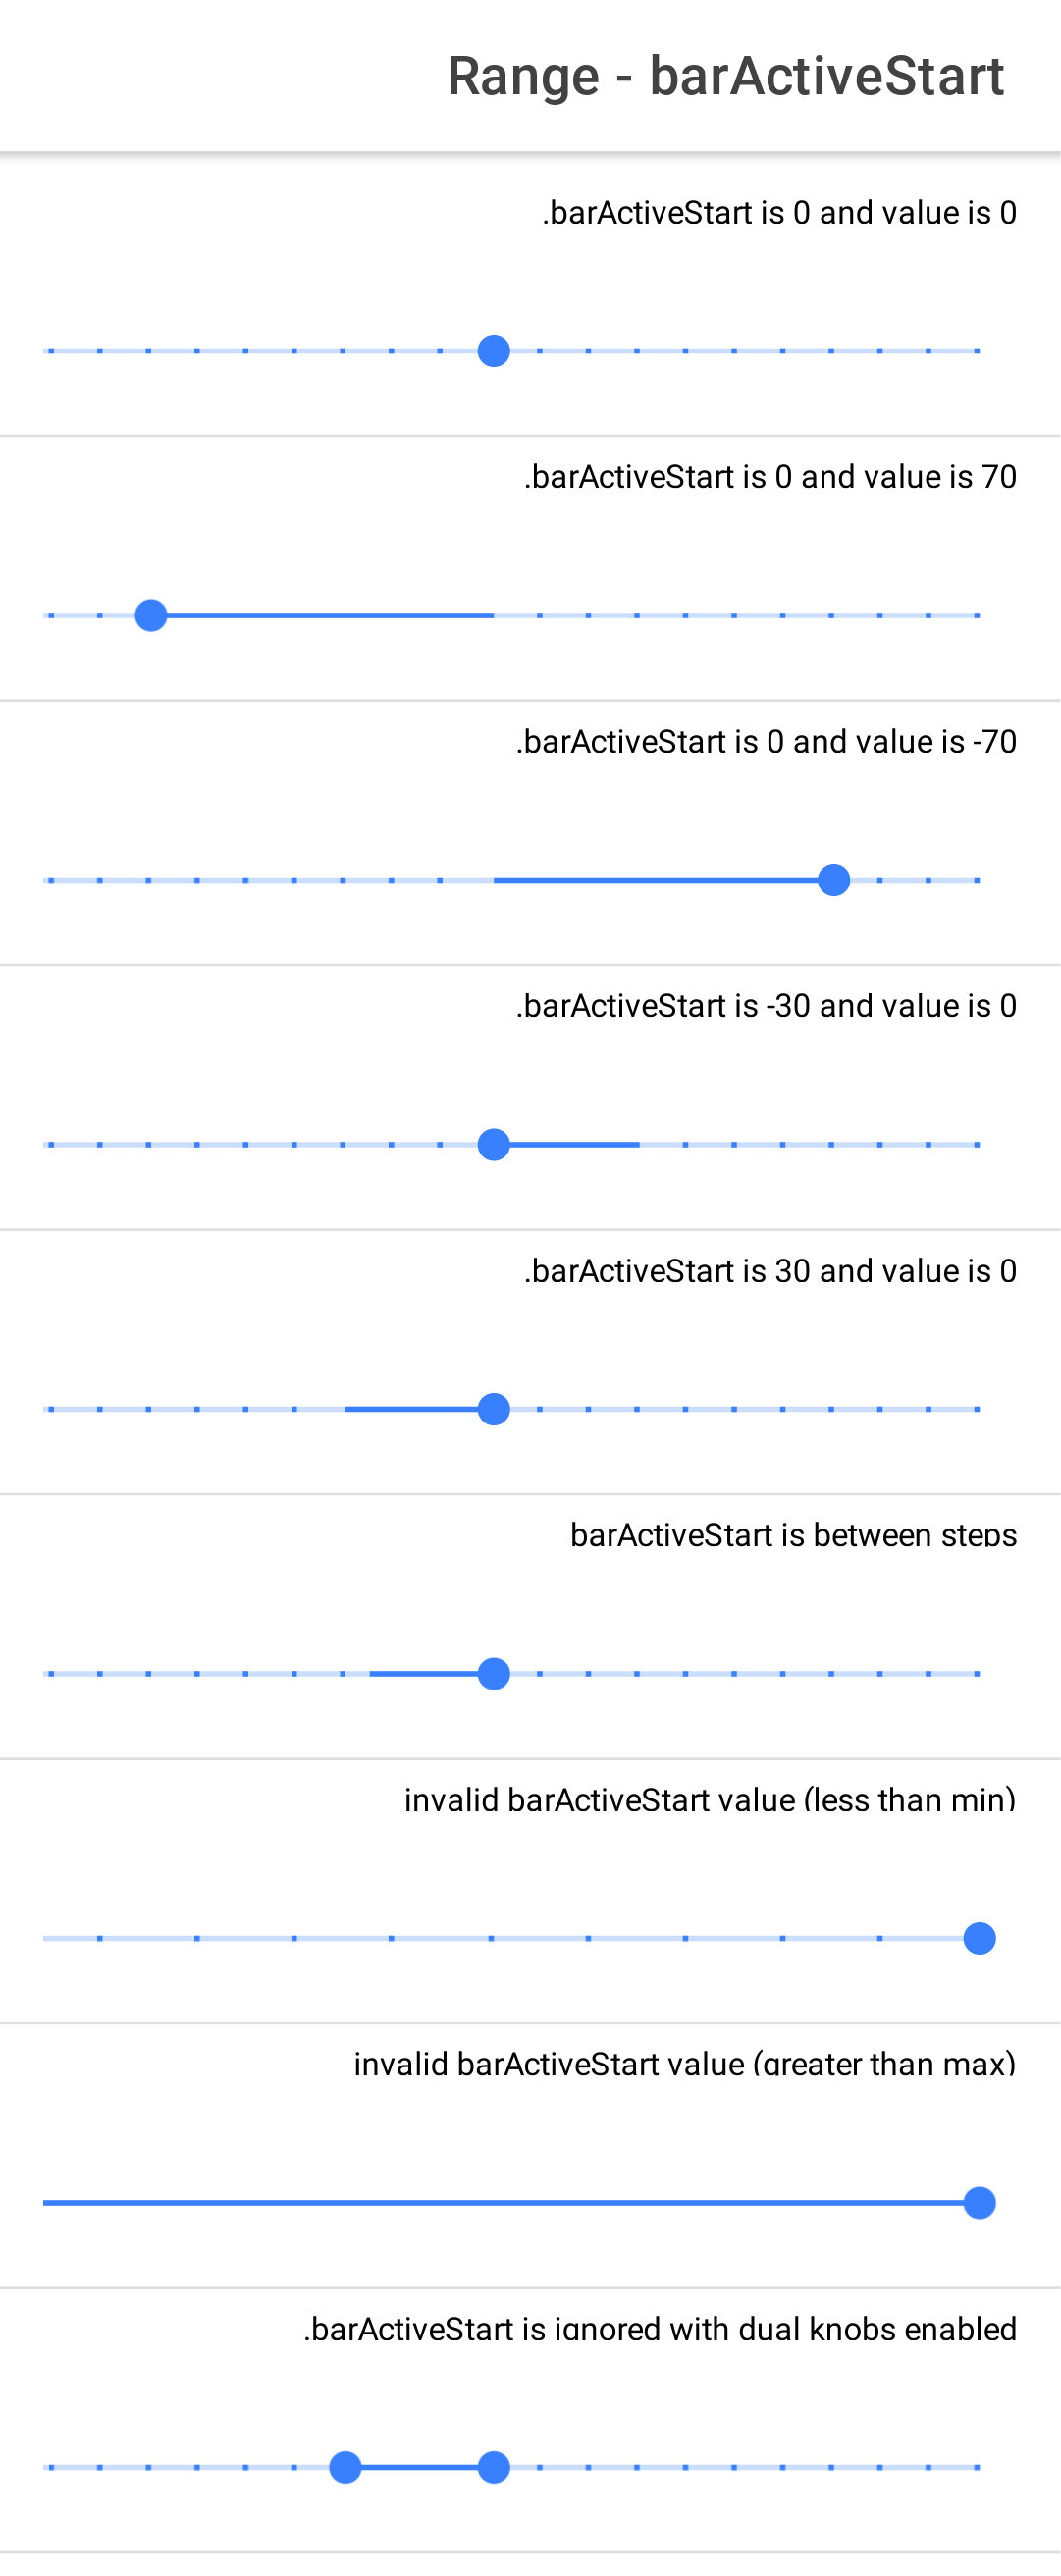 Range - barActiveStart
.barActiveStart is 0 and value is 0
.barActiveStart is 0 and value is 70
.barActiveStart is 0 and value is -70
.barActiveStart is -30 and value is 0
.barActiveStart is 30 and value is 0
barActiveStart is between steps
invalid barActiveStart value (less than min)
invalid barActiveStart value (greater than max)
.barActiveStart is ignored with dual knobs enabled